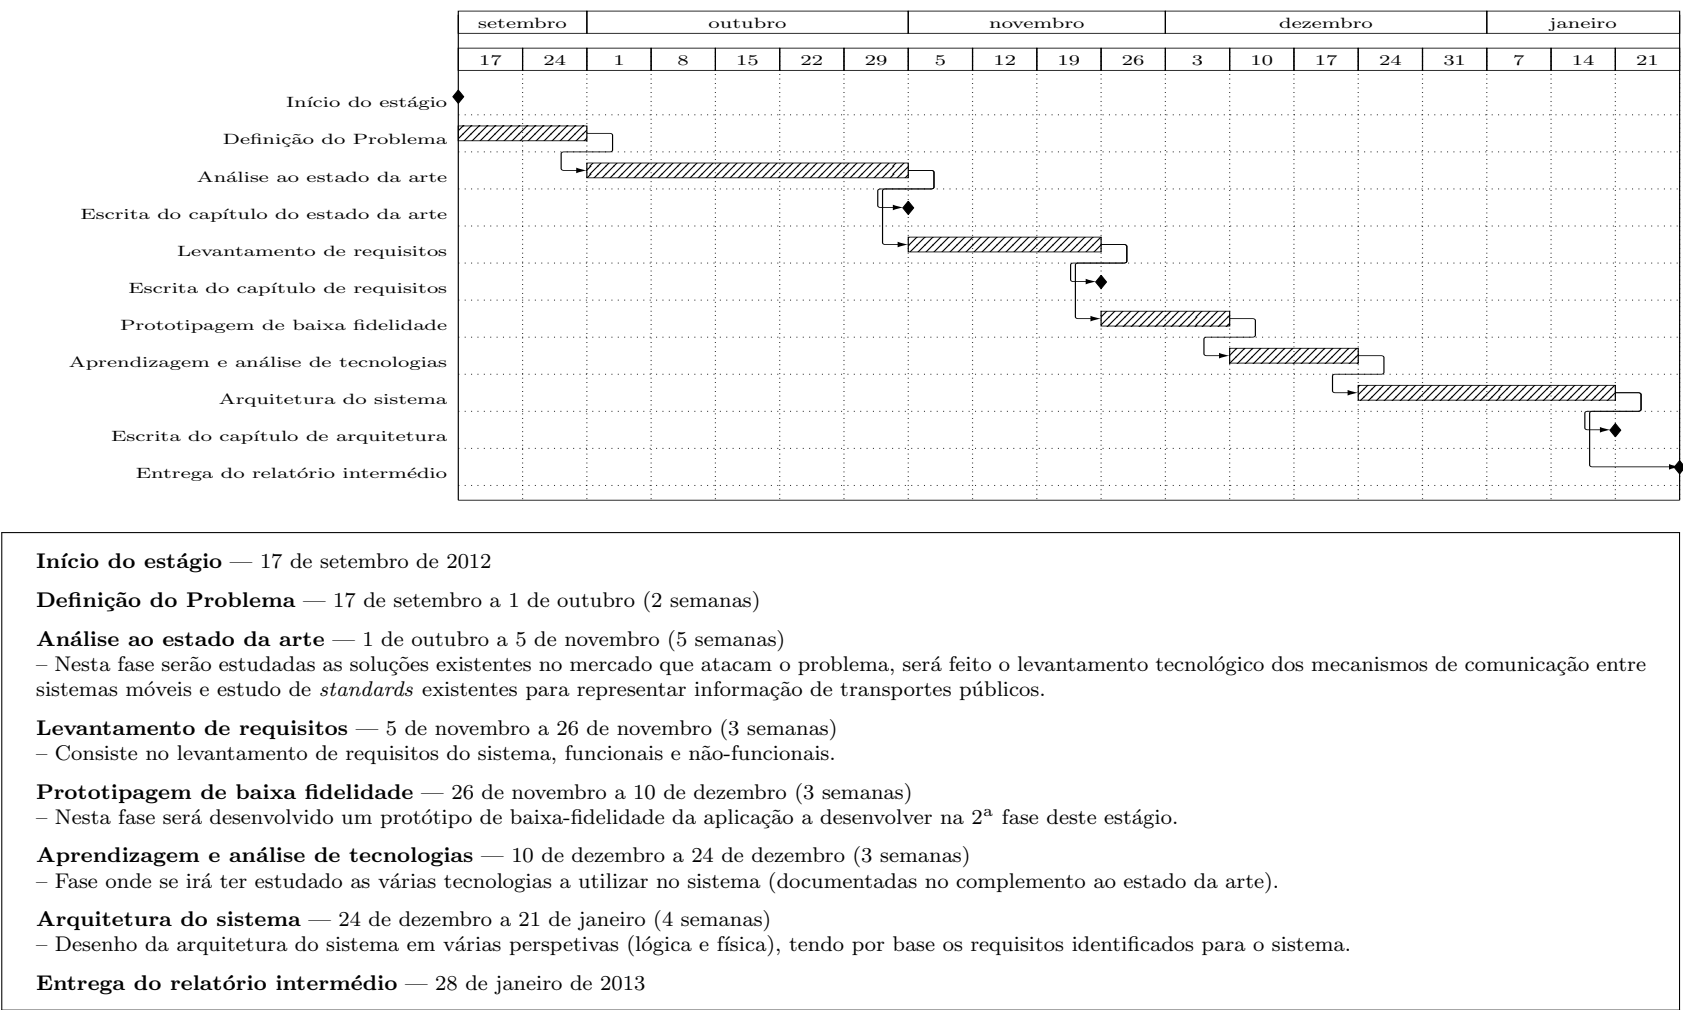 setembro outubro novembro dezembro janeiro
17 24 1 8 15 22 29 5 12 19 26 3 10 17 24 31 7 14 21
Início do estágio
Definição do Problema
Análise ao estado da arte
Escrita do capítulo do estado da arte
Levantamento de requisitos
Escrita do capítulo de requisitos
Prototipagem de baixa fidelidade
Aprendizagem e análise de tecnologias
Arquitetura do sistema
Escrita do capítulo de arquitetura
Entrega do relatório intermédio
Início do estágio — 17 de setembro de 2012
Definição do Problema — 17 de setembro a 1 de outubro (2 semanas)
Análise ao estado da arte — 1 de outubro a 5 de novembro (5 semanas)
– Nesta fase serão estudadas as soluções existentes no mercado que atacam o problema, será feito o levantamento tecnológico dos mecanismos de comunicação entre
sistemas móveis e estudo de standards existentes para representar informação de transportes públicos.
Levantamento de requisitos — 5 de novembro a 26 de novembro (3 semanas)
– Consiste no levantamento de requisitos do sistema, funcionais e não-funcionais.
Prototipagem de baixa fidelidade — 26 de novembro a 10 de dezembro (3 semanas)
– Nesta fase será desenvolvido um protótipo de baixa-fidelidade da aplicação a desenvolver na 2ª fase deste estágio.
Aprendizagem e análise de tecnologias — 10 de dezembro a 24 de dezembro (3 semanas)
– Fase onde se irá ter estudado as várias tecnologias a utilizar no sistema (documentadas no complemento ao estado da arte).
Arquitetura do sistema — 24 de dezembro a 21 de janeiro (4 semanas)
– Desenho da arquitetura do sistema em várias perspetivas (lógica e física), tendo por base os requisitos identificados para o sistema.
Entrega do relatório intermédio — 28 de janeiro de 2013